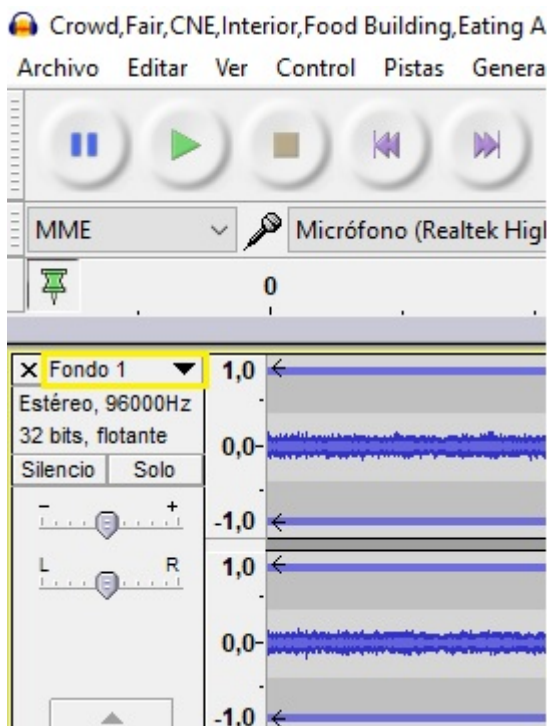 Crowd,Fair,CNE,Interior,Food Building,Eating A
Archivo Editar Ver Control Pistas Genera
MME Micrófono (Realtek Higl
0
Fondo 1
Estéreo, 96000Hz
32 bits, flotante
Silencio Solo
- +
L R
1,0
0,0-
-1,0
1,0
0,0-
-1,0